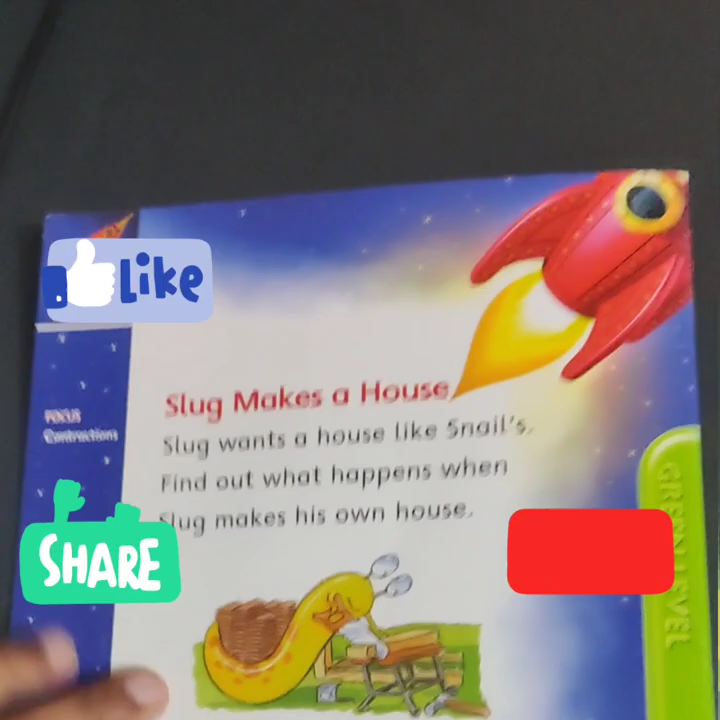 Like
Slug Makes a House
Slug wants a house like Snail's.
FOCUS
Contractions
Find out what happens when
Slug makes his own house.
SHARE
GREEN LEVEL